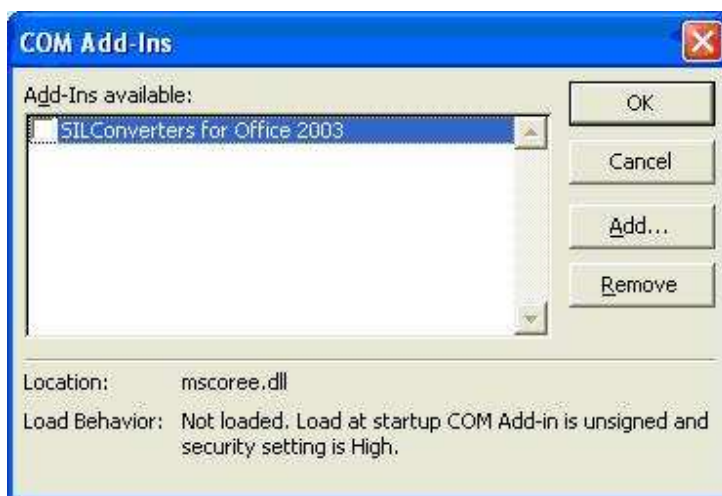 COM Add-Ins
Add-Ins available:
SILConverters for Office 2003
OK
Cancel
Add...
Remove
Location: mscoree.dll
Load Behavior: Not loaded. Load at startup COM Add-in is unsigned and
security setting is High.